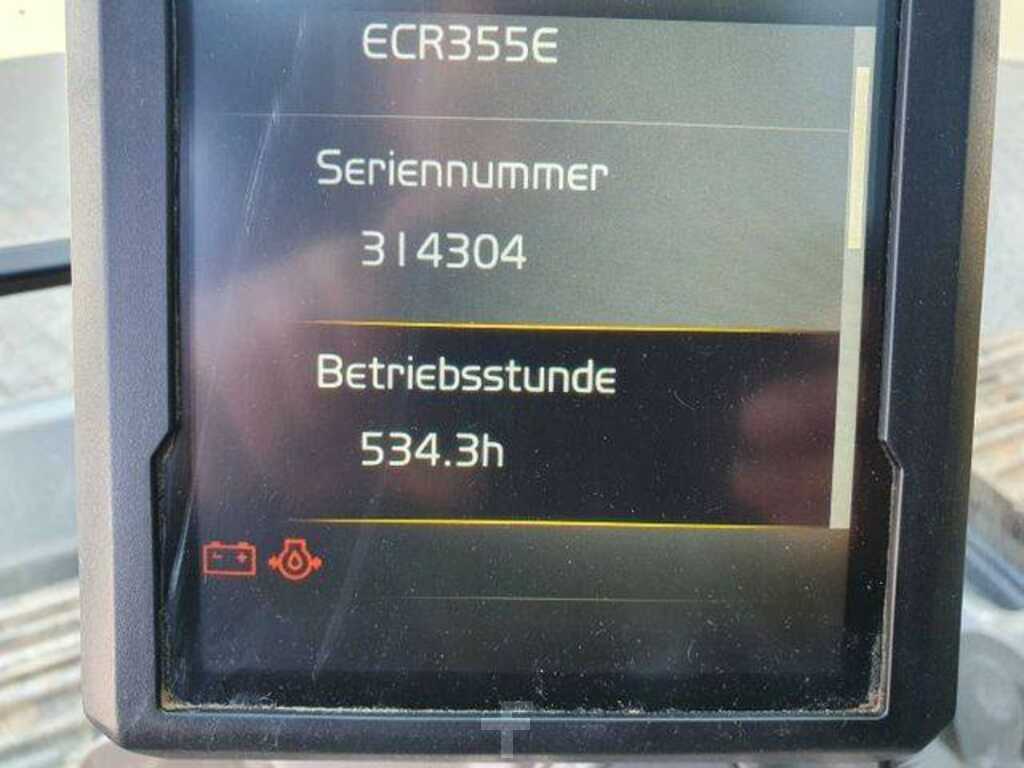 ECR355E
Seriennummer
314304
Betriebsstunde
534.3h